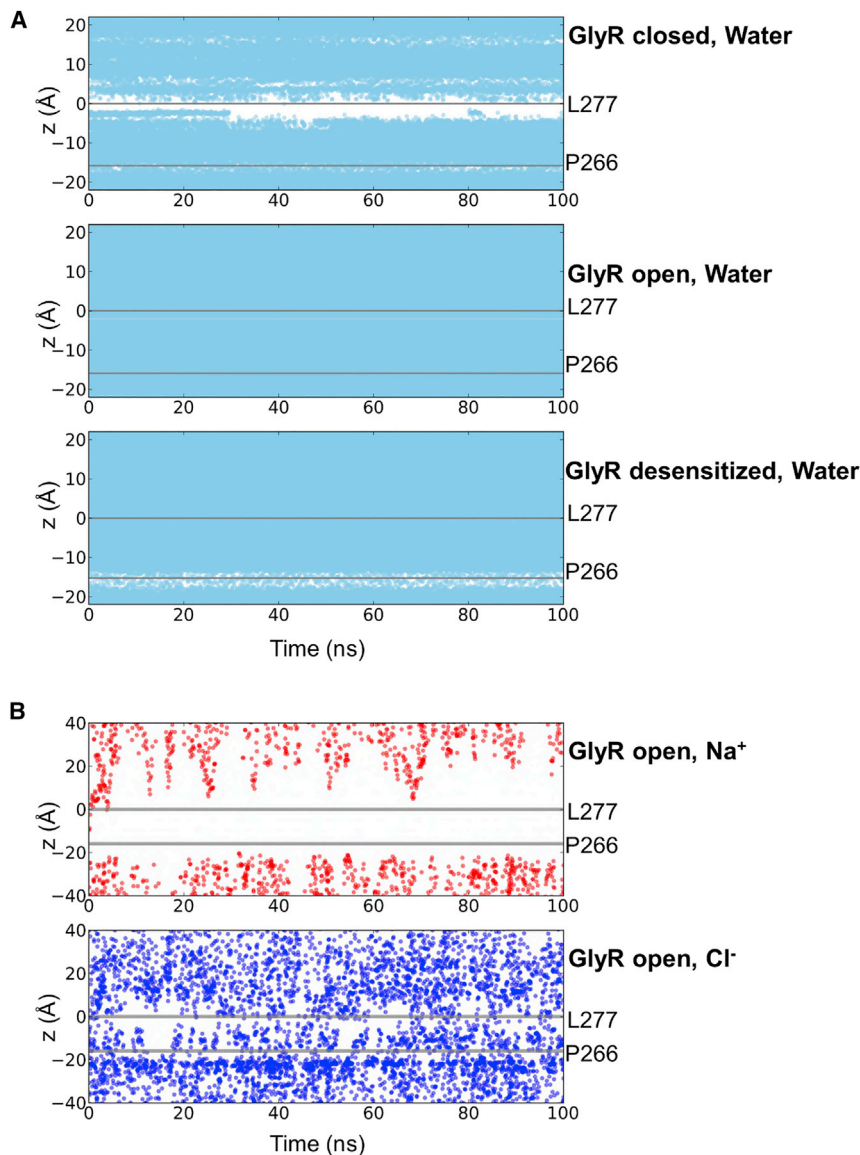 A
GlyR closed, Water
z (Å)
20
10
0
−10
−20
L277
P266
0 20 40 60 80 100
GlyR open, Water
z (Å)
20
10
0
−10
−20
L277
P266
0 20 40 60 80 100
GlyR desensitized, Water
z (Å)
20
10
0
−10
−20
L277
P266
0 20 40 60 80 100
Time (ns)
B
GlyR open, Na⁺
z (Å)
40
20
0
−20
−40
L277
P266
0 20 40 60 80 100
GlyR open, Cl⁻
z (Å)
40
20
0
−20
−40
L277
P266
0 20 40 60 80 100
Time (ns)